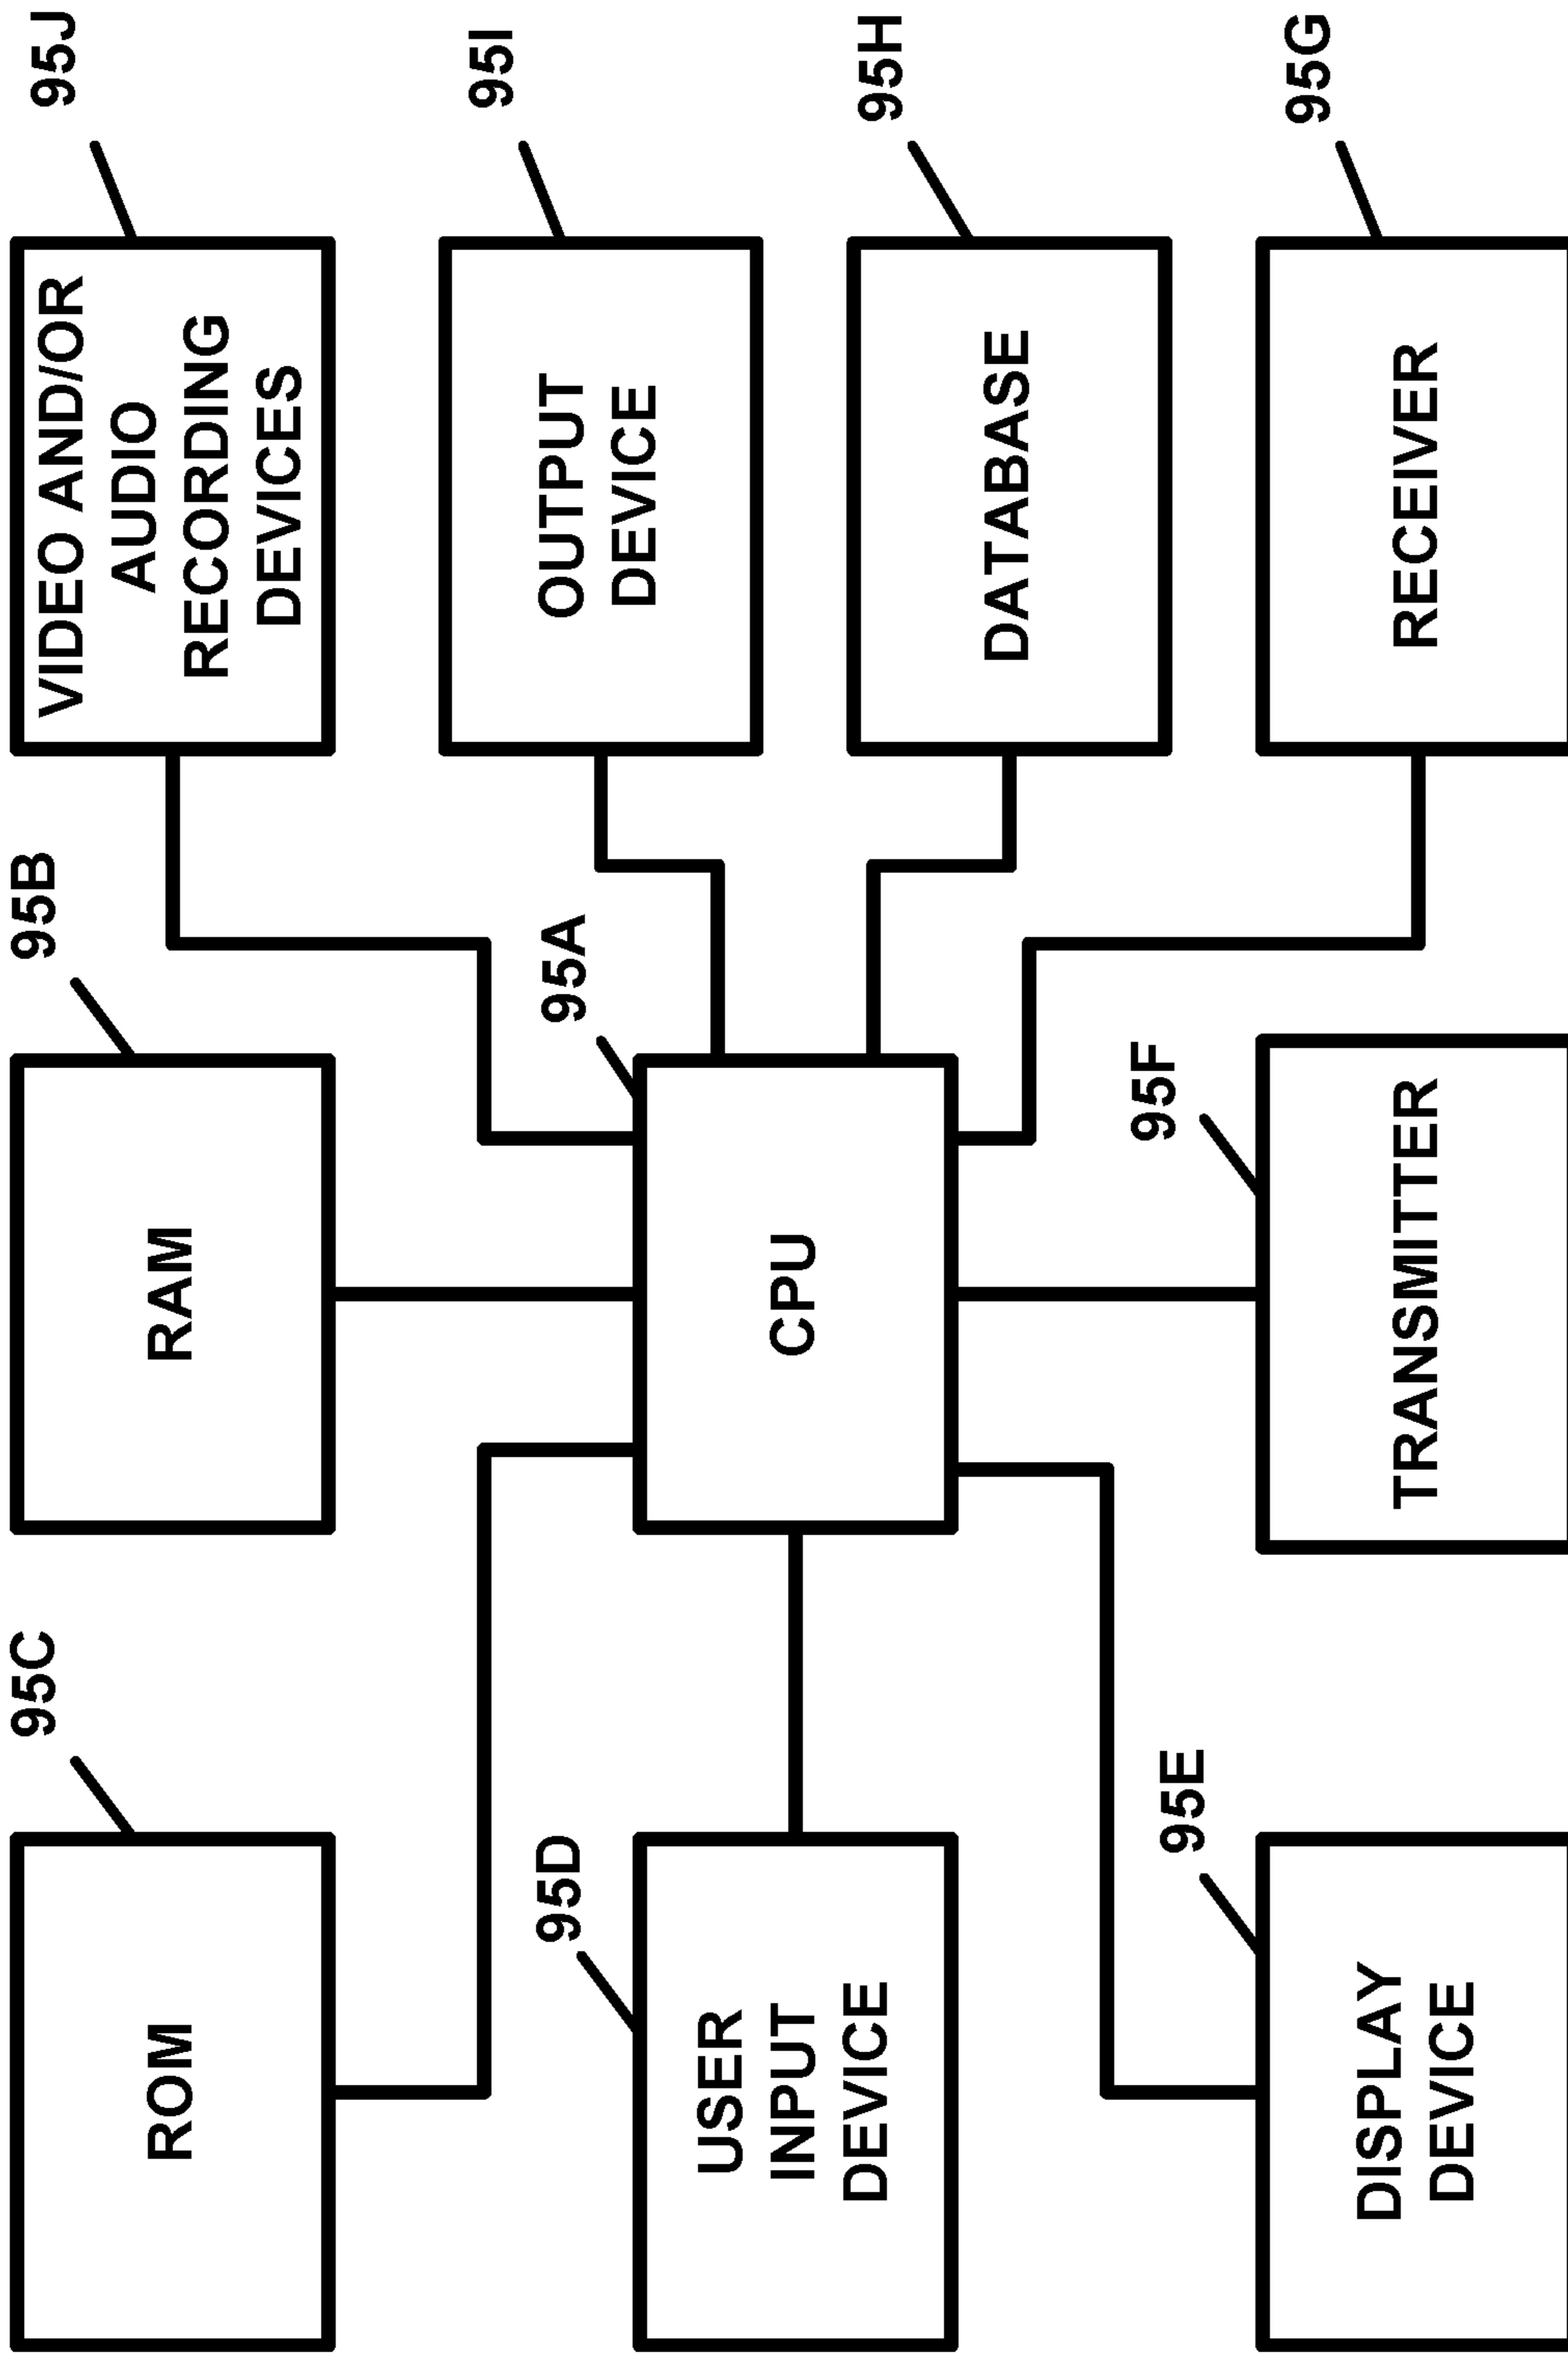 95C
ROM
95B
RAM
95J
VIDEO AND/OR
AUDIO
RECORDING
DEVICES
95D
USER
INPUT
DEVICE
95A
CPU
95I
OUTPUT
DEVICE
95H
DATABASE
95E
DISPLAY
DEVICE
95F
TRANSMITTER
95G
RECEIVER